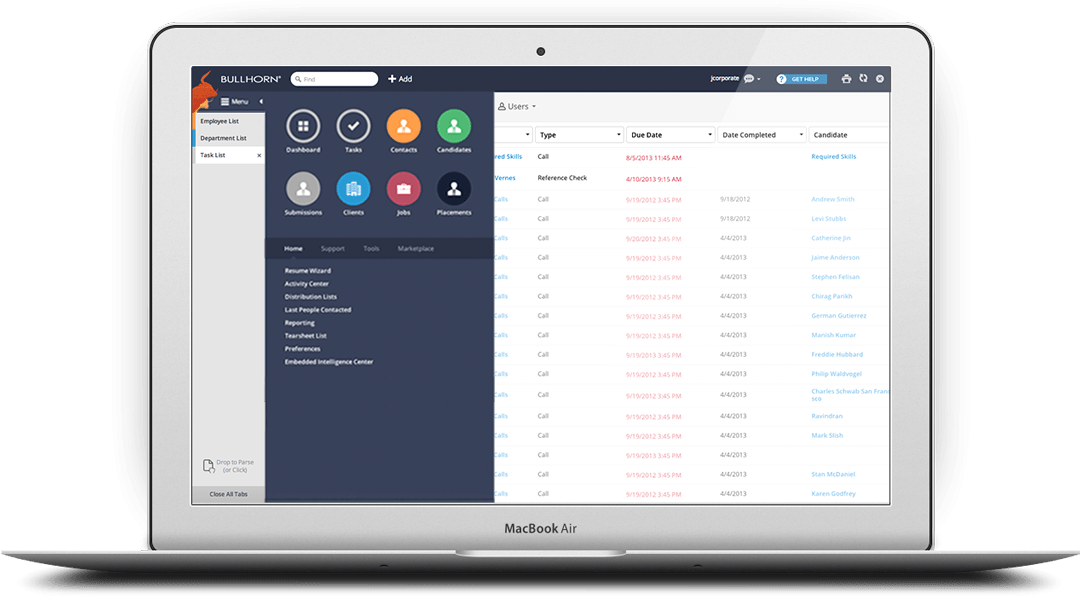 BULLHORN® Find + Add jcorporate GET HELP
Menu
Employee List
Department List
Task List ×
Drop to Parse
(or Click)
Close All Tabs
Dashboard Tasks Contacts Candidates
Submissions Clients Jobs Placements
Home Support Tools Marketplace
Resume Wizard
Activity Center
Distribution Lists
Last People Contacted
Reporting
Tearsheet List
Preferences
Embedded Intelligence Center
Users
Type Due Date Date Completed Candidate
red Skills Call 8/5/2013 11:45 AM Required Skills
Vernes Reference Check 4/10/2013 9:15 AM
Calls Call 9/19/2012 3:45 PM 9/18/2012 Andrew Smith
Calls Call 9/19/2012 3:45 PM 9/18/2012 Levi Stubbs
Calls Call 9/20/2012 3:45 PM 4/4/2013 Catherine Jin
Calls Call 9/19/2012 3:45 PM 4/4/2013 Jaime Anderson
Calls Call 9/19/2012 3:45 PM 4/4/2013 Stephen Felisan
Calls Call 9/19/2012 3:45 PM 4/4/2013 Chirag Parikh
Calls Call 9/19/2012 3:45 PM 4/4/2013 German Gutierrez
Calls Call 9/19/2012 3:45 PM 4/4/2013 Manish Kumar
Calls Call 9/19/2013 3:45 PM 4/4/2013 Freddie Hubbard
Calls Call 9/19/2012 3:45 PM 4/4/2013 Philip Waldvogel
Calls Call 9/19/2012 3:45 PM 4/4/2013 Charles Schwab San Fran
sco
Calls Call 9/19/2012 3:45 PM 4/4/2013 Ravindran
Calls Call 9/19/2012 3:45 PM 4/4/2013 Mark Slish
Calls Call 9/19/2013 3:45 PM 4/4/2013
Calls Call 9/19/2012 3:45 PM 4/4/2013 Stan McDaniel
Calls Call 9/19/2012 3:45 PM 4/4/2013 Karen Godfrey
MacBook Air